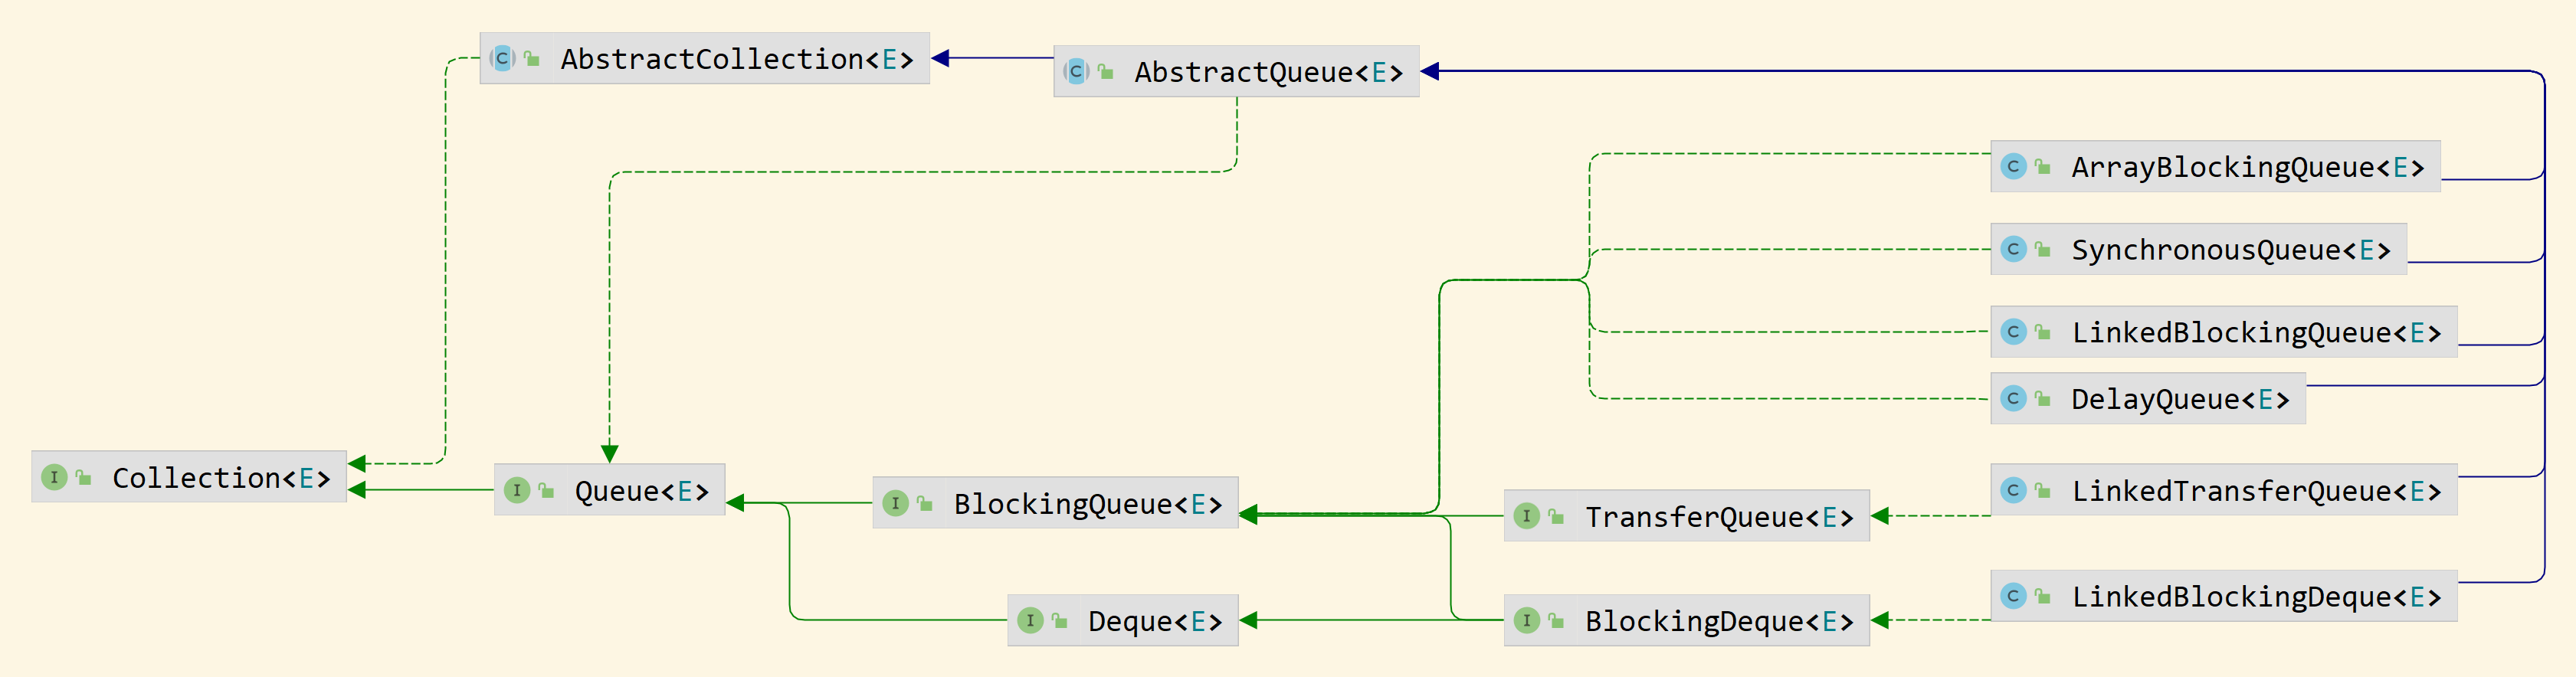 AbstractCollection<E>
AbstractQueue<E>
ArrayBlockingQueue<E>
SynchronousQueue<E>
LinkedBlockingQueue<E>
DelayQueue<E>
Collection<E>
Queue<E>
BlockingQueue<E>
TransferQueue<E>
LinkedTransferQueue<E>
Deque<E>
BlockingDeque<E>
LinkedBlockingDeque<E>